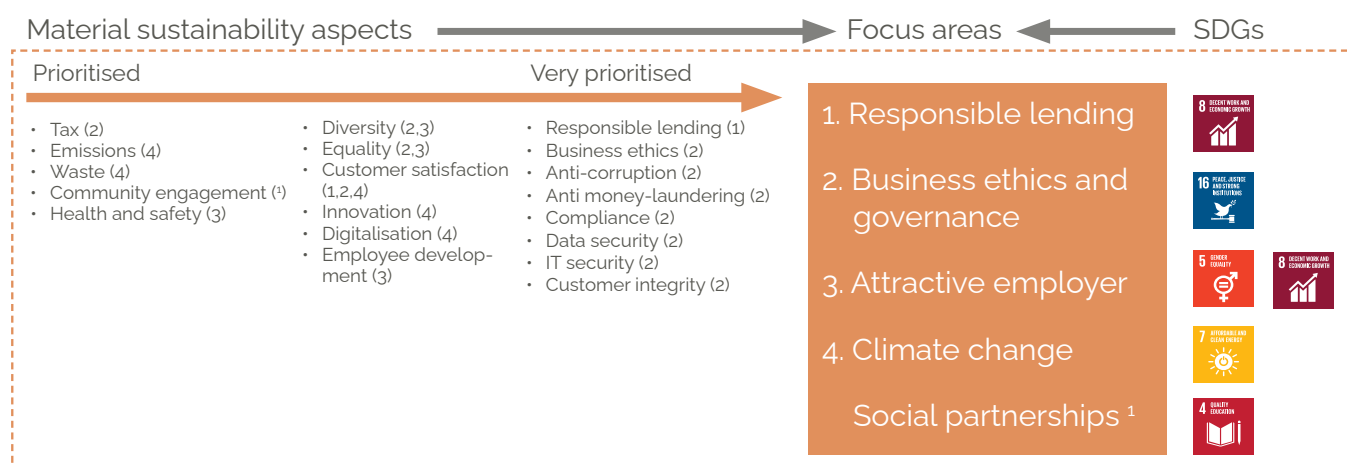 Material sustainability aspects
Focus areas
SDGs
Prioritised
Very prioritised
• Tax (2)
• Emissions (4)
• Waste (4)
• Community engagement (¹)
• Health and safety (3)
• Diversity (2,3)
• Equality (2,3)
• Customer satisfaction
(1,2,4)
• Innovation (4)
• Digitalisation (4)
• Employee develop-
ment (3)
• Responsible lending (1)
• Business ethics (2)
• Anti-corruption (2)
• Anti money-laundering (2)
• Compliance (2)
• Data security (2)
• IT security (2)
• Customer integrity (2)
1. Responsible lending
2. Business ethics and
governance
3. Attractive employer
4. Climate change
Social partnerships ¹
8 DECENT WORK AND
ECONOMIC GROWTH
16 PEACE, JUSTICE
AND STRONG
INSTITUTIONS
5 GENDER
EQUALITY
8 DECENT WORK AND
ECONOMIC GROWTH
7 AFFORDABLE AND
CLEAN ENERGY
4 QUALITY
EDUCATION